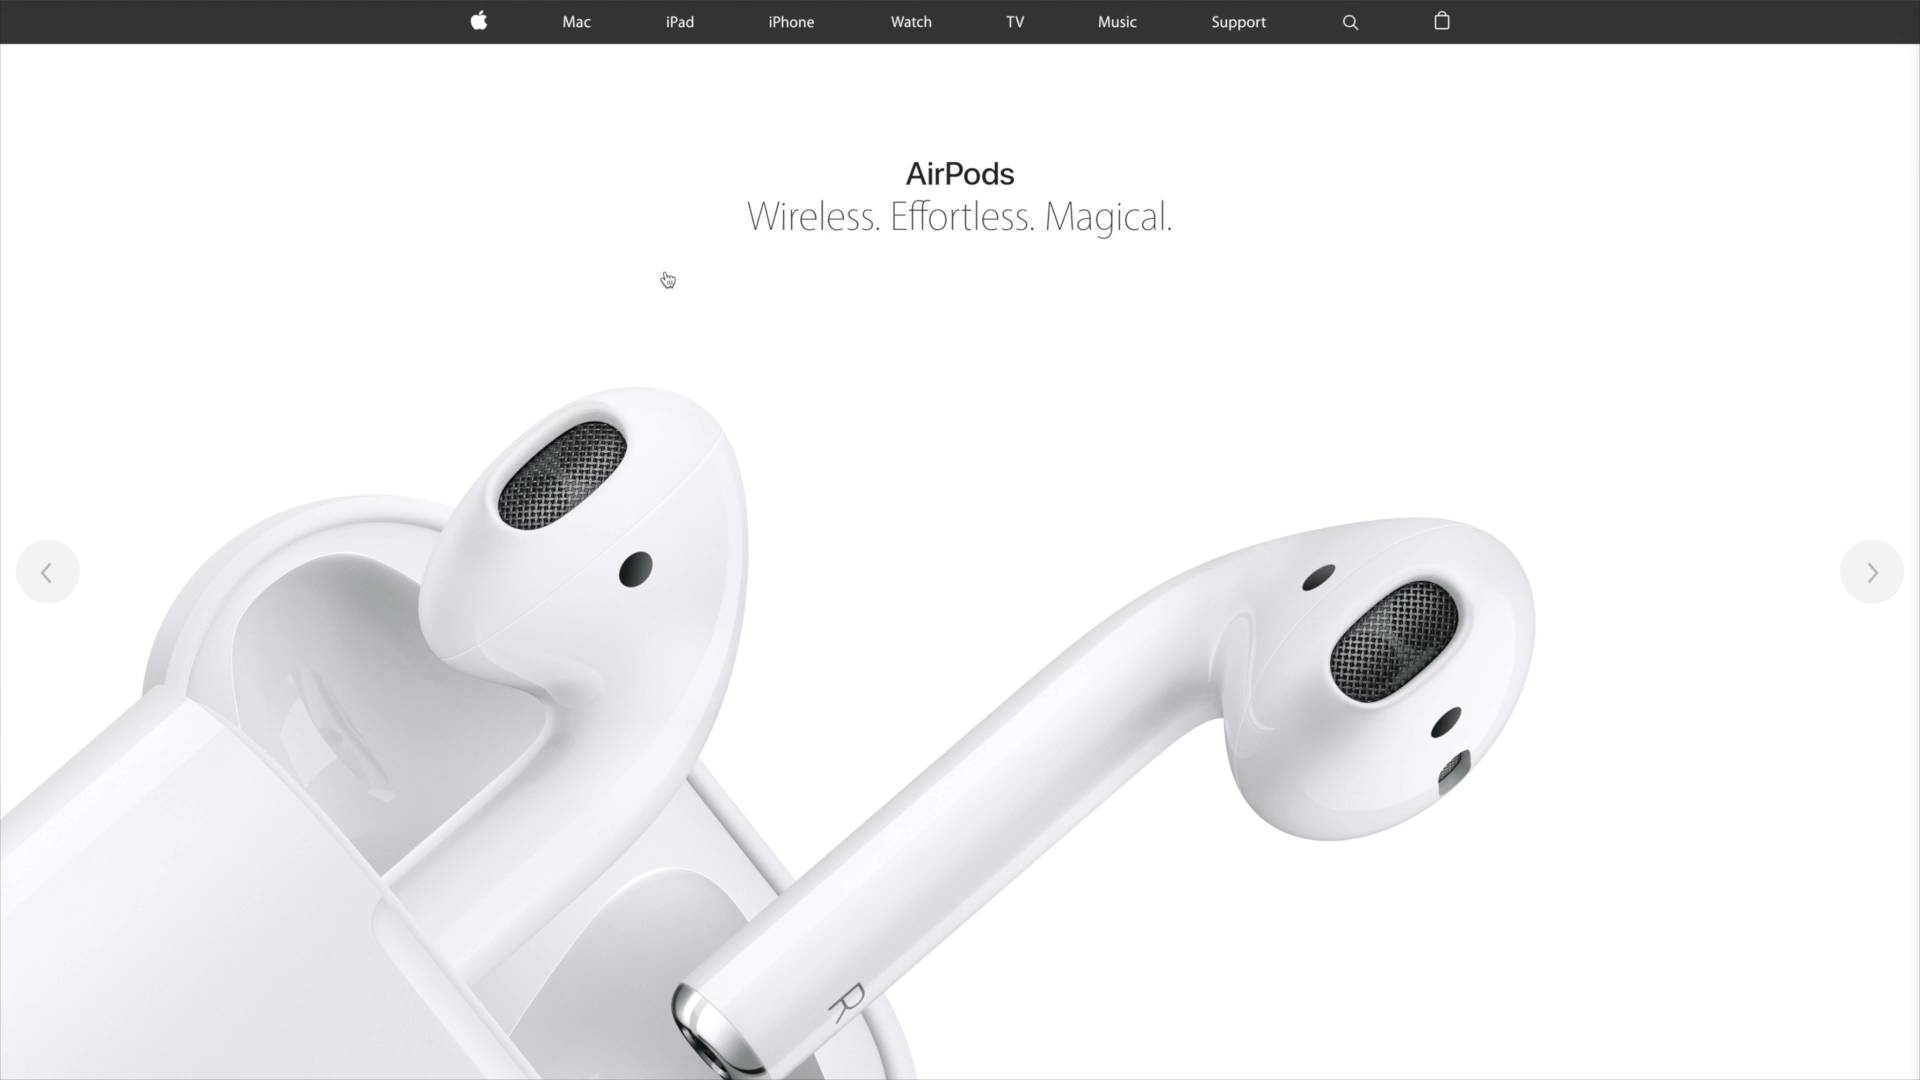 Mac iPad iPhone Watch TV Music Support
AirPods
Wireless. Effortless. Magical.
R